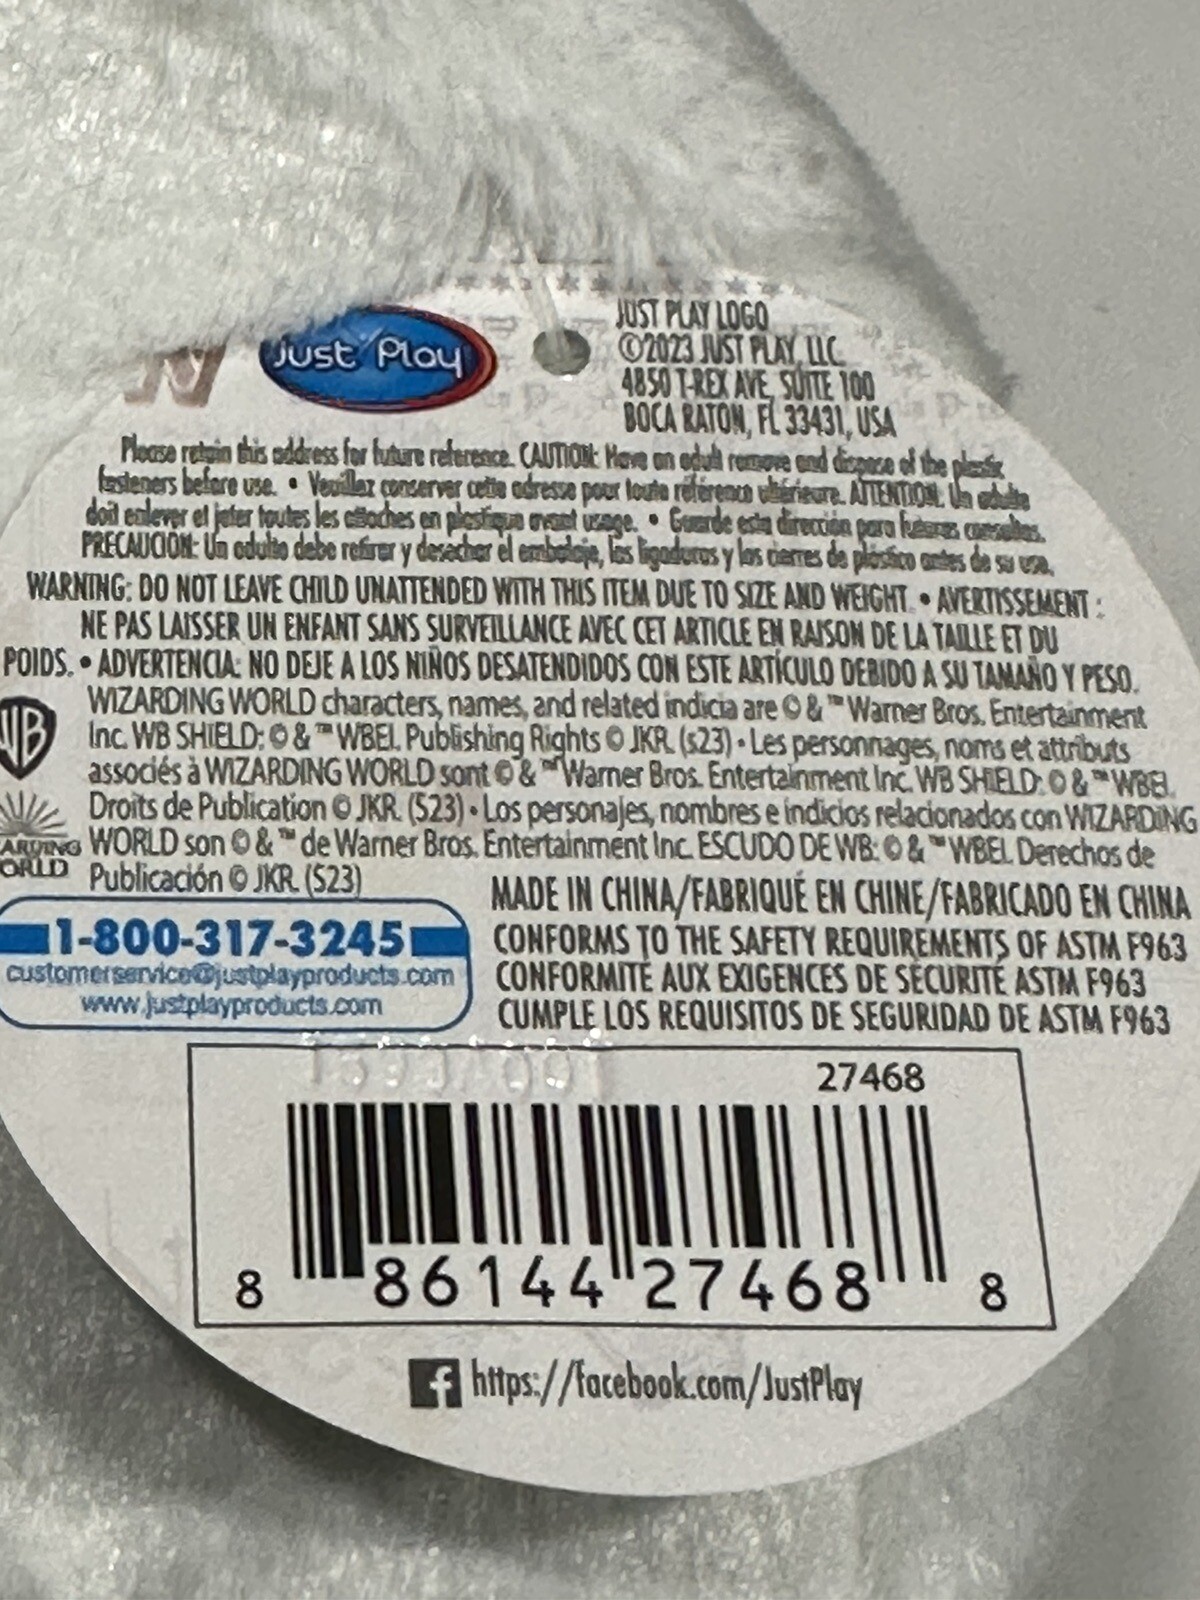 Just Play
JUST PLAY LOGO
©2023 JUST PLAY, LLC
4850 T-REX AVE, SUITE 100
BOCA RATON, FL 33431, USA
Please retain this address for future reference. CAUTION: Have an adult remove and dispose of the plastic
fasteners before use. • Veuillez conserver cette adresse pour toute référence ultérieure. ATTENTION: Un adulte
doit enlever et jeter toutes les attaches en plastique avant usage. • Guarde esta dirección para futuras consultas.
PRECAUCIÓN: Un adulto debe retirar y desechar el embalaje, las ligaduras y los cierres de plástico antes de su uso.
WARNING: DO NOT LEAVE CHILD UNATTENDED WITH THIS ITEM DUE TO SIZE AND WEIGHT. • AVERTISSEMENT :
NE PAS LAISSER UN ENFANT SANS SURVEILLANCE AVEC CET ARTICLE EN RAISON DE LA TAILLE ET DU
POIDS. • ADVERTENCIA: NO DEJE A LOS NIÑOS DESATENDIDOS CON ESTE ARTÍCULO DEBIDO A SU TAMAÑO Y PESO.
WB
WIZARDING WORLD characters, names, and related indicia are © & ™ Warner Bros. Entertainment
Inc. WB SHIELD: © & ™ WBEI. Publishing Rights © JKR. (s23) • Les personnages, noms et attributs
associés à WIZARDING WORLD sont © & ™ Warner Bros. Entertainment Inc. WB SHIELD: © & ™ WBEI.
Droits de Publication © JKR. (S23) • Los personajes, nombres e indicios relacionados con WIZARDING
WORLD son © & ™ de Warner Bros. Entertainment Inc. ESCUDO DE WB: © & ™ WBEI. Derechos de
Publicación © JKR. (S23)
ARDING
ORLD
MADE IN CHINA/FABRIQUÉ EN CHINE/FABRICADO EN CHINA
CONFORMS TO THE SAFETY REQUIREMENTS OF ASTM F963
CONFORMITÉ AUX EXIGENCES DE SÉCURITÉ ASTM F963
CUMPLE LOS REQUISITOS DE SEGURIDAD DE ASTM F963
1-800-317-3245
customerservice@justplayproducts.com
www.justplayproducts.com
27468
8 86144 27468 8
https://facebook.com/JustPlay